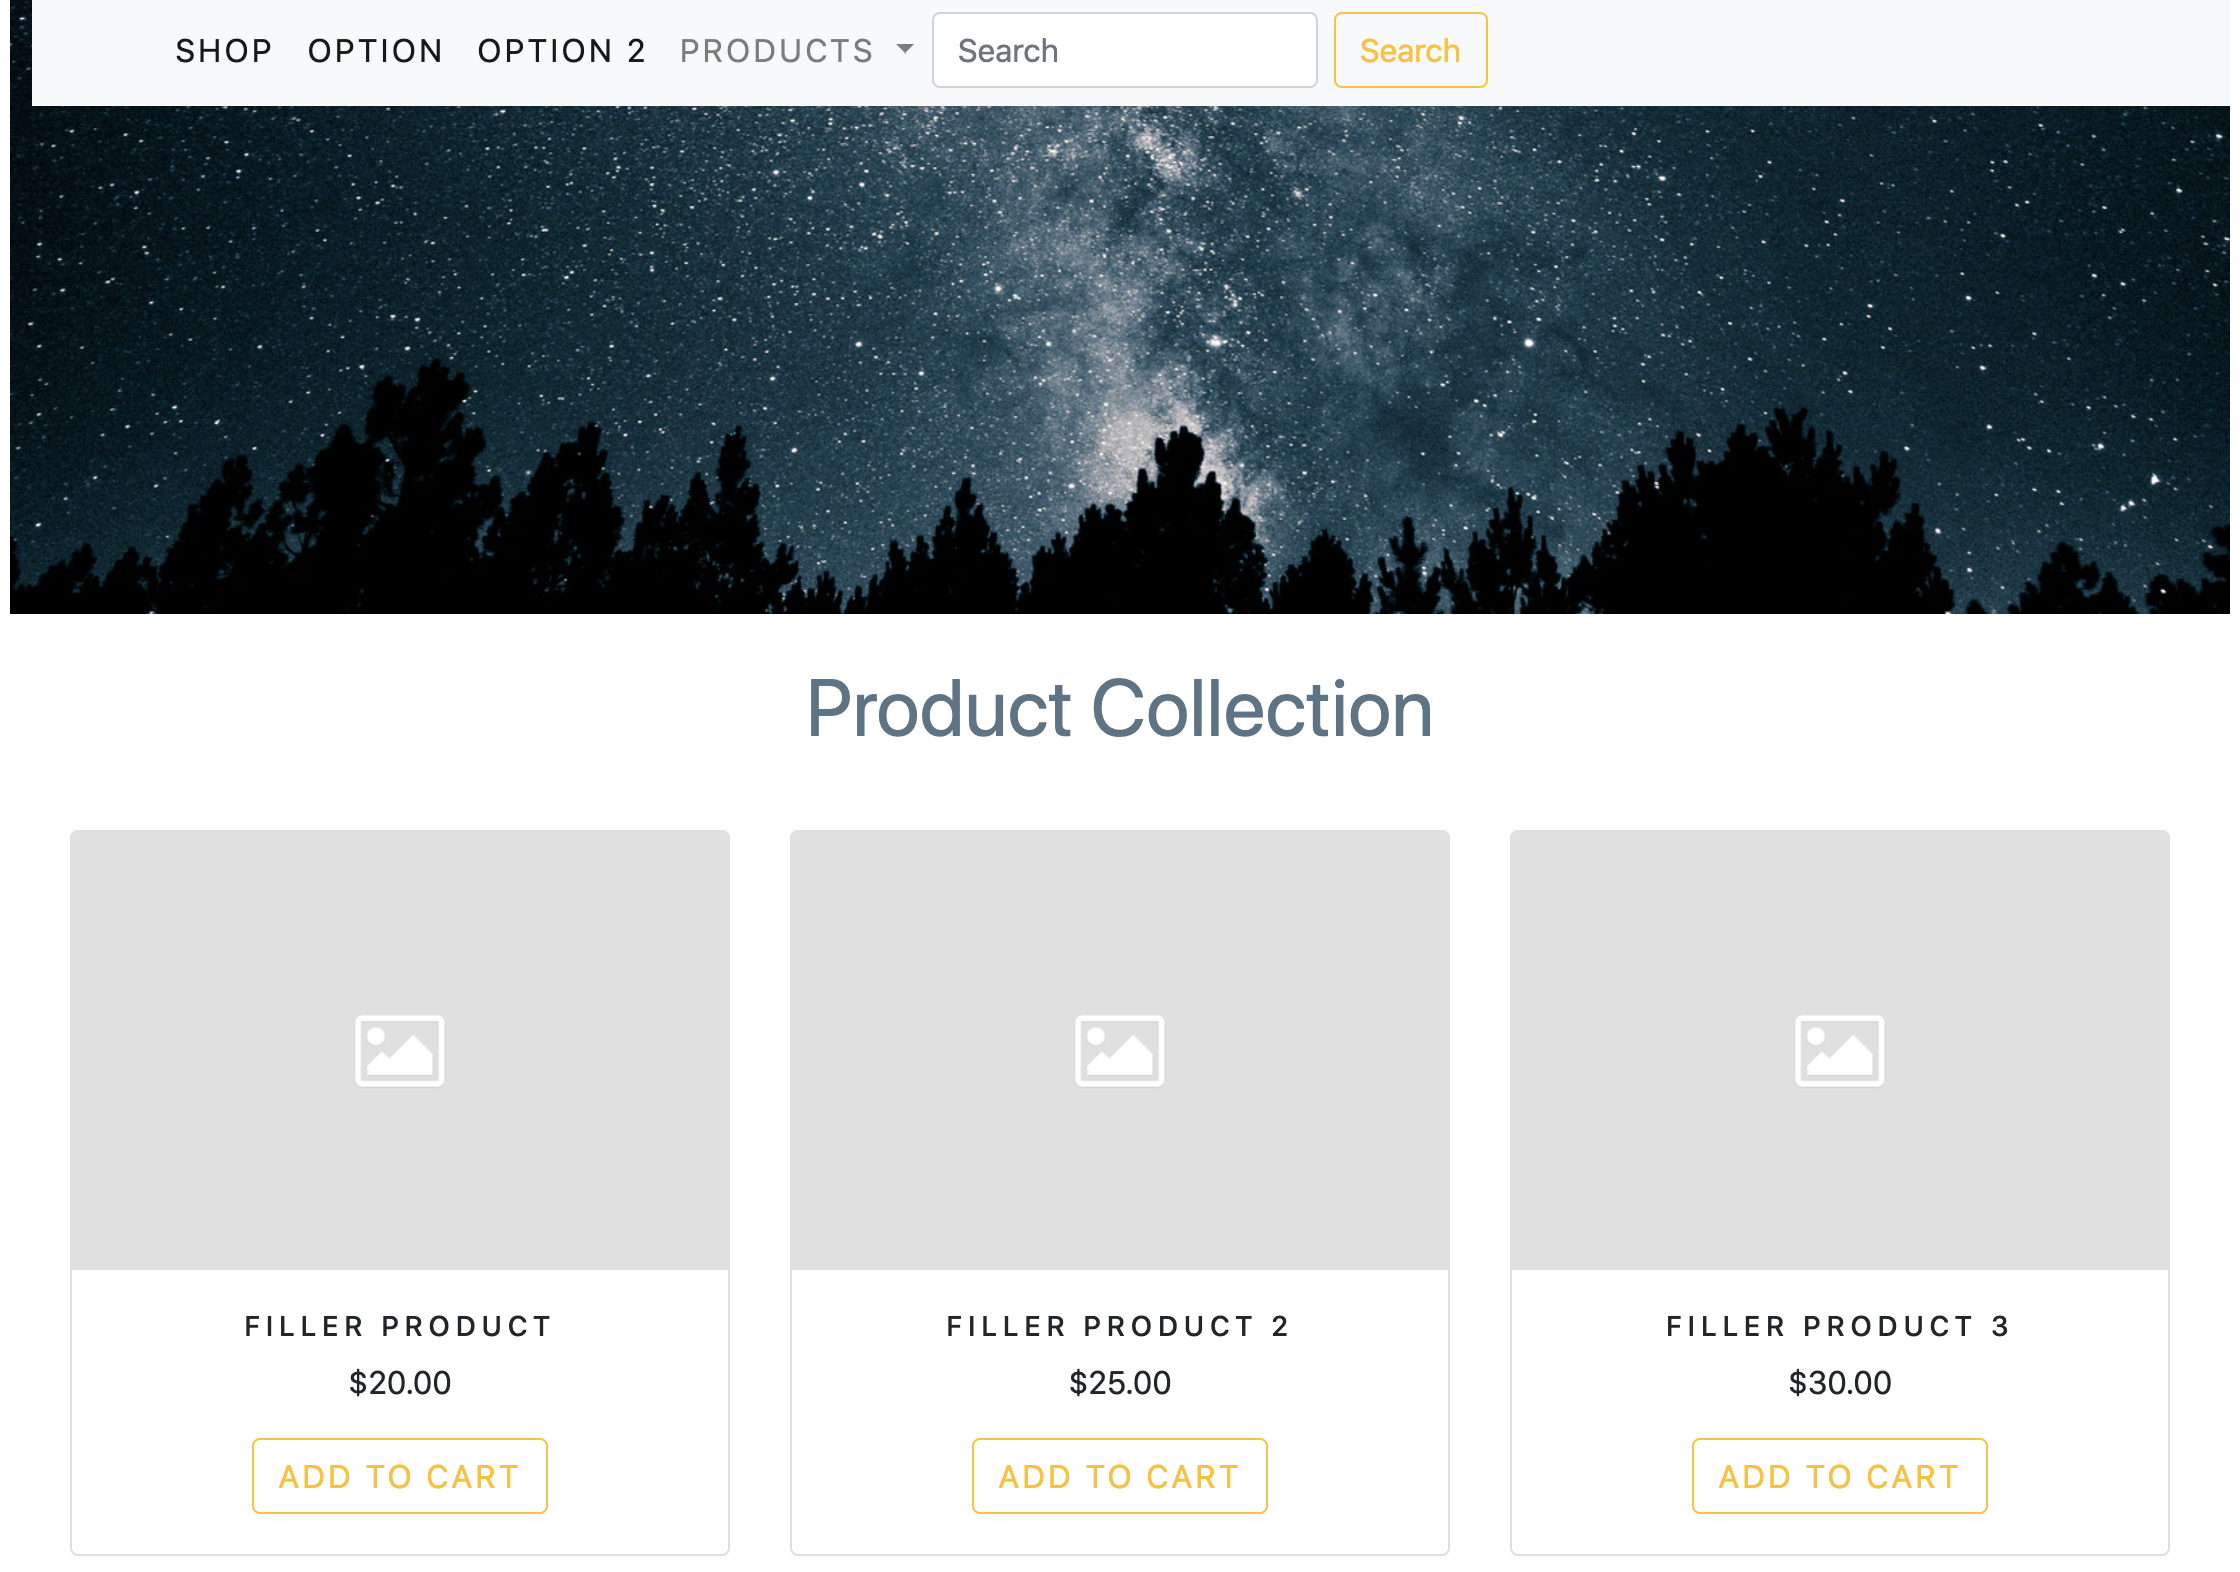 SHOP OPTION OPTION 2 PRODUCTS Search Search
Product Collection
FILLER PRODUCT
$20.00
ADD TO CART
FILLER PRODUCT 2
$25.00
ADD TO CART
FILLER PRODUCT 3
$30.00
ADD TO CART